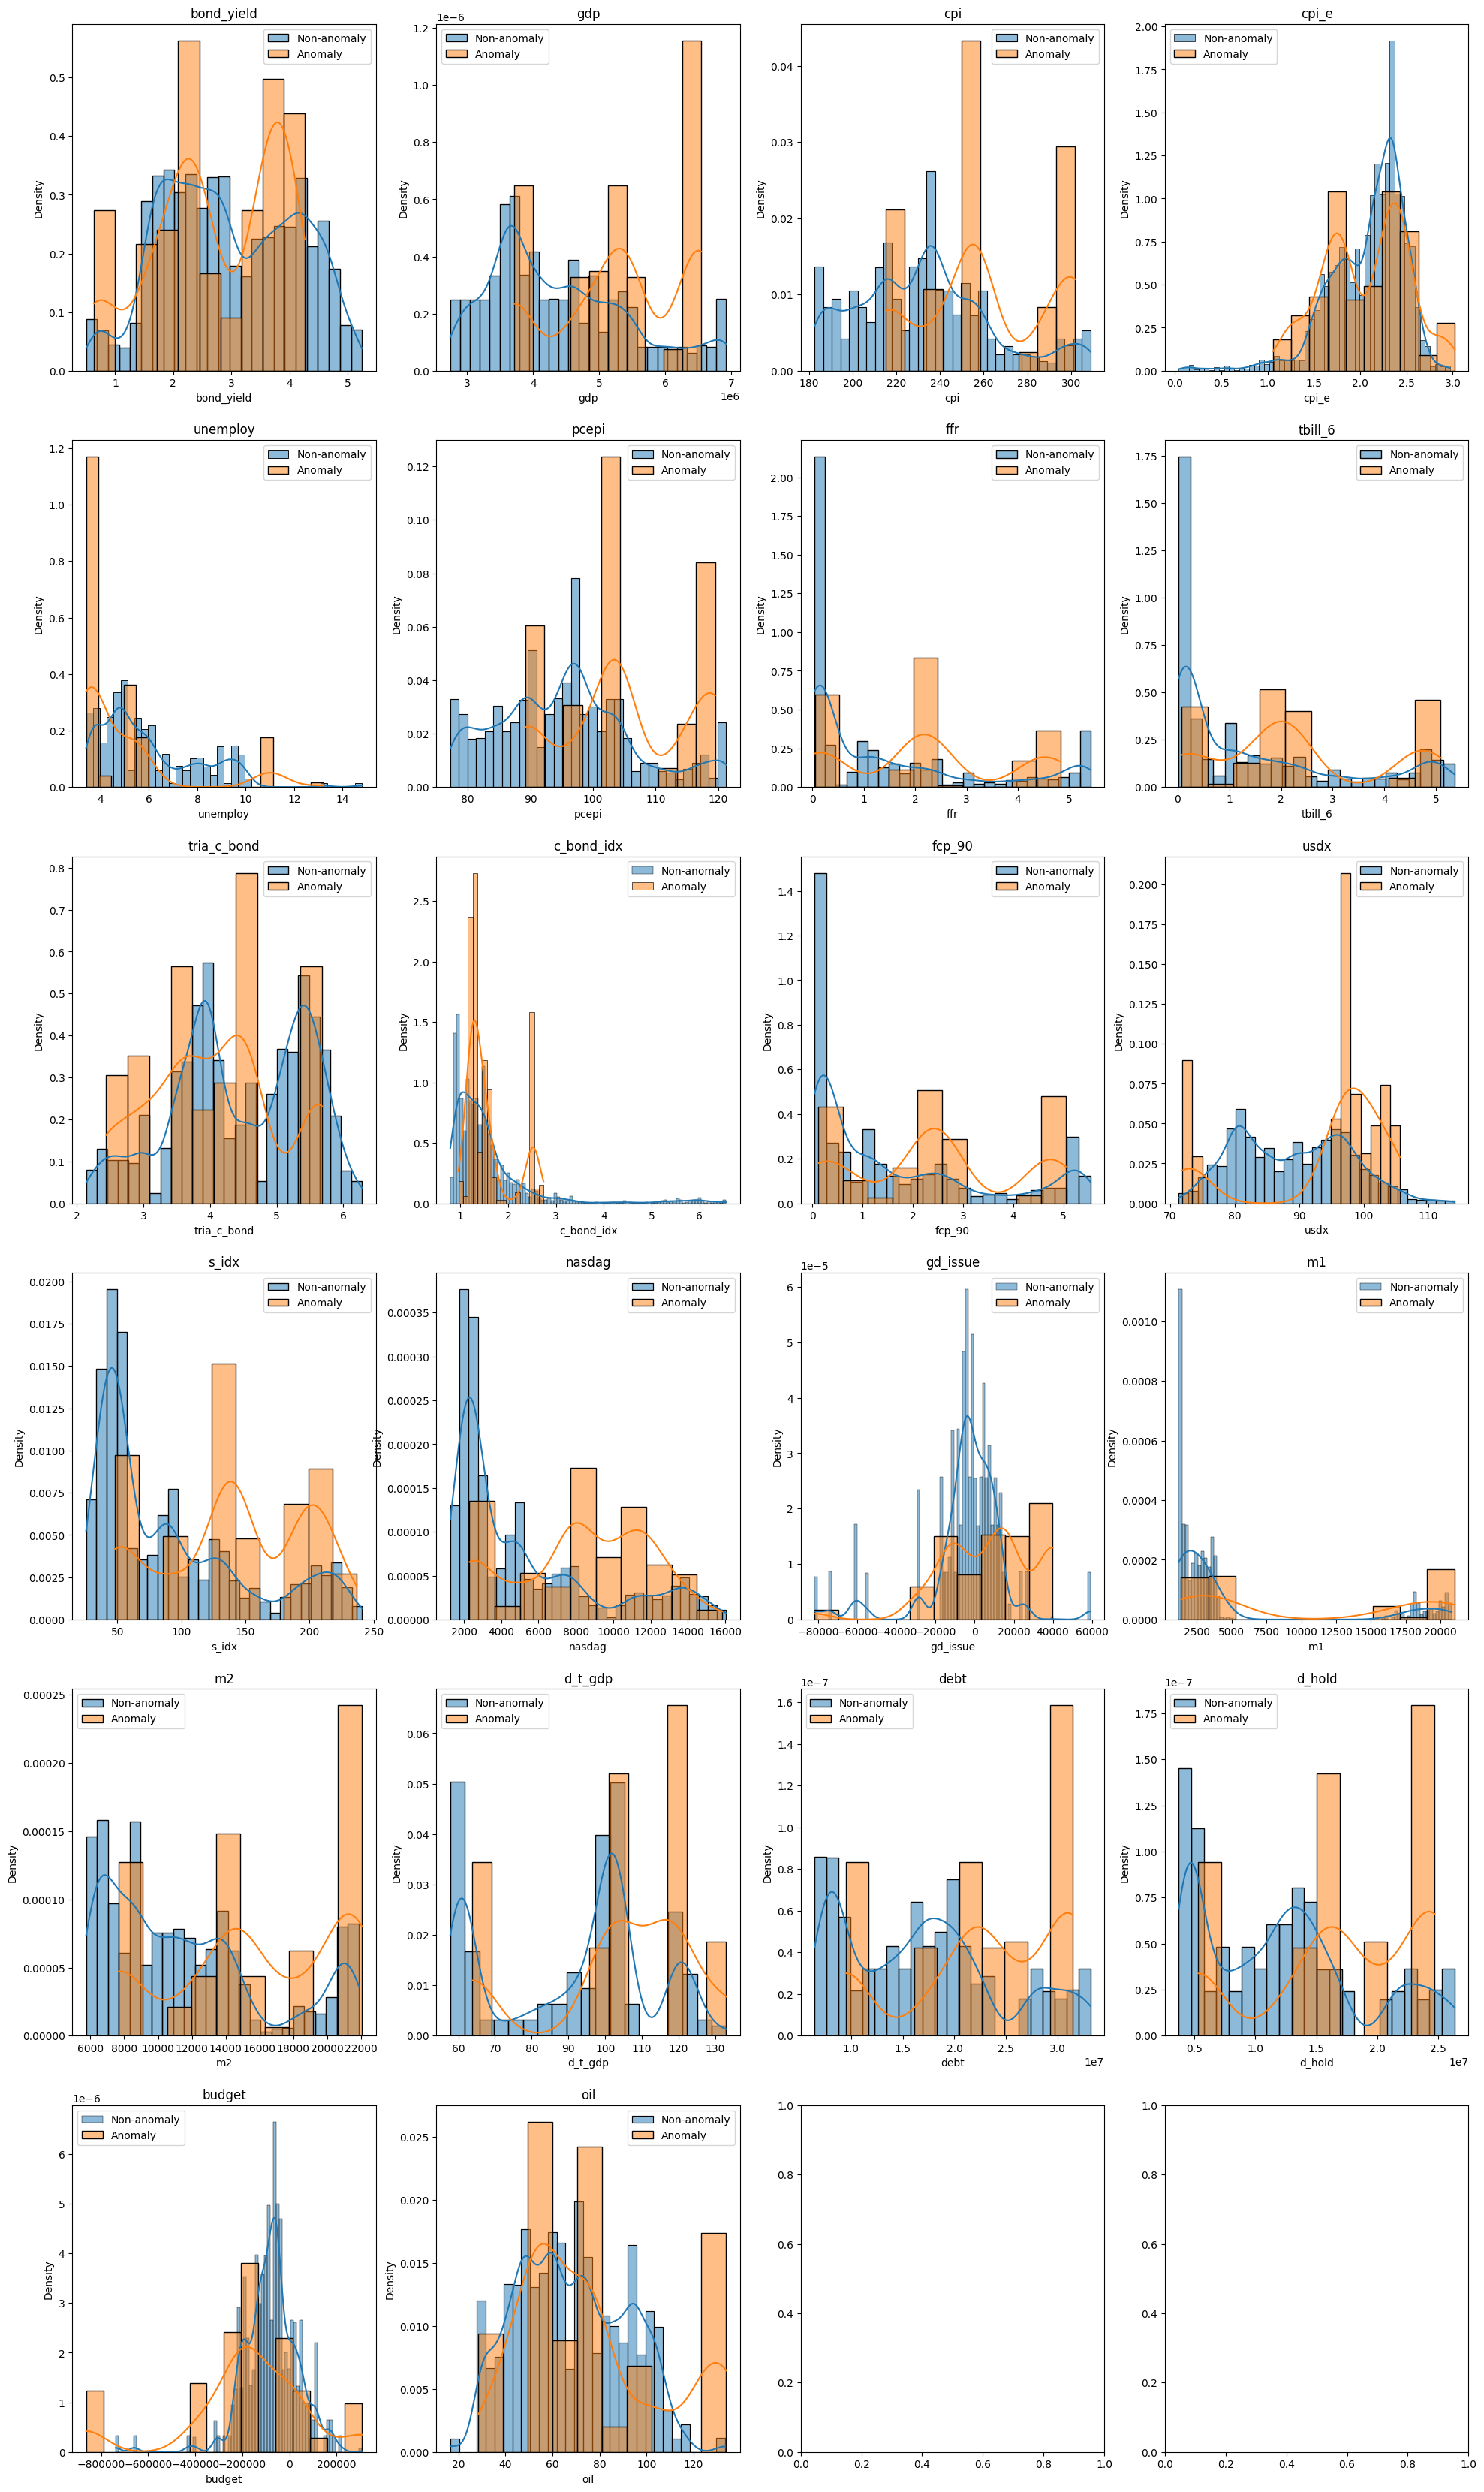 bond_yield
Non-anomaly
Anomaly
Density
0.0 0.1 0.2 0.3 0.4 0.5
1 2 3 4 5
bond_yield
gdp
1e−6
Non-anomaly
Anomaly
Density
0.0 0.2 0.4 0.6 0.8 1.0 1.2
3 4 5 6 7
1e6
gdp
cpi
Non-anomaly
Anomaly
Density
0.00 0.01 0.02 0.03 0.04
180 200 220 240 260 280 300
cpi
cpi_e
Non-anomaly
Anomaly
Density
0.00 0.25 0.50 0.75 1.00 1.25 1.50 1.75 2.00
0.0 0.5 1.0 1.5 2.0 2.5 3.0
cpi_e
unemploy
Non-anomaly
Anomaly
Density
0.0 0.2 0.4 0.6 0.8 1.0 1.2
4 6 8 10 12 14
unemploy
pcepi
Non-anomaly
Anomaly
Density
0.00 0.02 0.04 0.06 0.08 0.10 0.12
80 90 100 110 120
pcepi
ffr
Non-anomaly
Anomaly
Density
0.00 0.25 0.50 0.75 1.00 1.25 1.50 1.75 2.00
0 1 2 3 4 5
ffr
tbill_6
Non-anomaly
Anomaly
Density
0.00 0.25 0.50 0.75 1.00 1.25 1.50 1.75
0 1 2 3 4 5
tbill_6
tria_c_bond
Non-anomaly
Anomaly
Density
0.0 0.1 0.2 0.3 0.4 0.5 0.6 0.7 0.8
2 3 4 5 6
tria_c_bond
c_bond_idx
Non-anomaly
Anomaly
Density
0.0 0.5 1.0 1.5 2.0 2.5
1 2 3 4 5 6
c_bond_idx
fcp_90
Non-anomaly
Anomaly
Density
0.0 0.2 0.4 0.6 0.8 1.0 1.2 1.4
0 1 2 3 4 5
fcp_90
usdx
Non-anomaly
Anomaly
Density
0.000 0.025 0.050 0.075 0.100 0.125 0.150 0.175 0.200
70 80 90 100 110
usdx
s_idx
Non-anomaly
Anomaly
Density
0.0000 0.0025 0.0050 0.0075 0.0100 0.0125 0.0150 0.0175 0.0200
50 100 150 200 250
s_idx
nasdag
Non-anomaly
Anomaly
Density
0.00000 0.00005 0.00010 0.00015 0.00020 0.00025 0.00030 0.00035
2000 4000 6000 8000 10000 12000 14000 16000
nasdag
gd_issue
1e−5
Non-anomaly
Anomaly
Density
0 1 2 3 4 5 6
−80000 −60000 −40000 −20000 0 20000 40000 60000
gd_issue
m1
Non-anomaly
Anomaly
Density
0.0000 0.0002 0.0004 0.0006 0.0008 0.0010
2500 5000 7500 10000 12500 15000 17500 20000
m1
m2
Non-anomaly
Anomaly
Density
0.00000 0.00005 0.00010 0.00015 0.00020 0.00025
6000 8000 10000 12000 14000 16000 18000 20000 22000
m2
d_t_gdp
Non-anomaly
Anomaly
Density
0.00 0.01 0.02 0.03 0.04 0.05 0.06
60 70 80 90 100 110 120 130
d_t_gdp
debt
1e−7
Non-anomaly
Anomaly
Density
0.0 0.2 0.4 0.6 0.8 1.0 1.2 1.4 1.6
1.0 1.5 2.0 2.5 3.0
1e7
debt
d_hold
1e−7
Non-anomaly
Anomaly
Density
0.00 0.25 0.50 0.75 1.00 1.25 1.50 1.75
0.5 1.0 1.5 2.0 2.5
1e7
d_hold
budget
1e−6
Non-anomaly
Anomaly
Density
0 1 2 3 4 5 6
−800000 −600000 −400000 −200000 0 200000
budget
oil
Non-anomaly
Anomaly
Density
0.000 0.005 0.010 0.015 0.020 0.025
20 40 60 80 100 120
oil
0.0 0.2 0.4 0.6 0.8 1.0
0.0 0.2 0.4 0.6 0.8 1.0
0.0 0.2 0.4 0.6 0.8 1.0
0.0 0.2 0.4 0.6 0.8 1.0